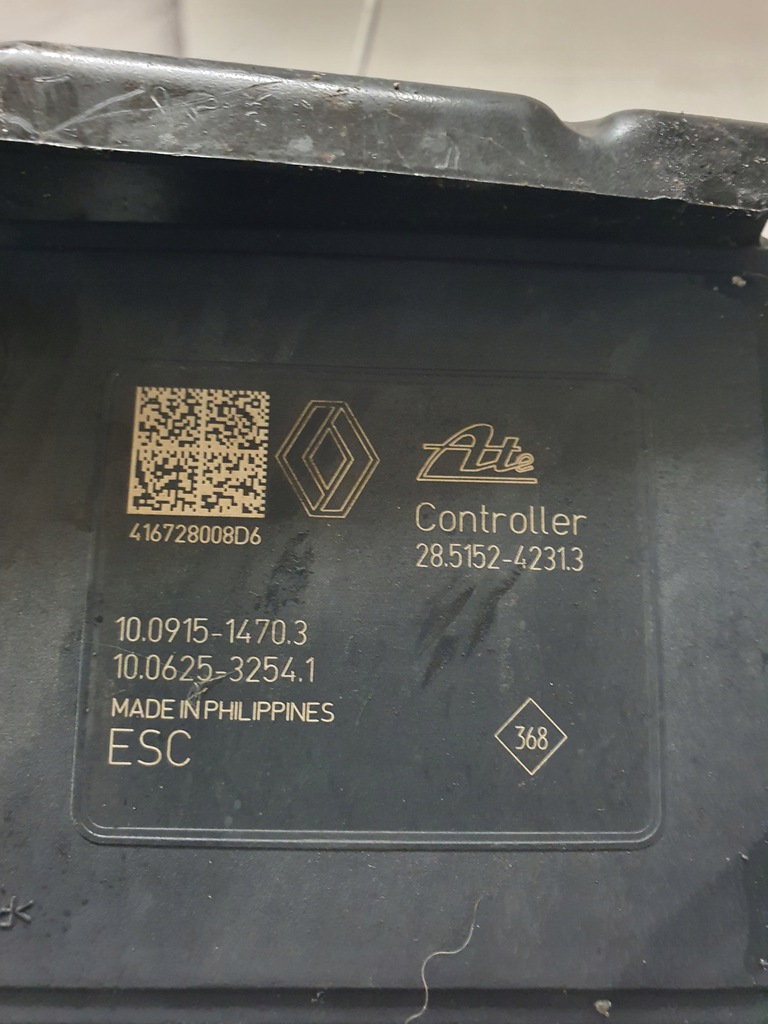 Ate
416728008D6
Controller
28.5152-4231.3
10.0915-1470.3
10.0625-3254.1
MADE IN PHILIPPINES
ESC
368